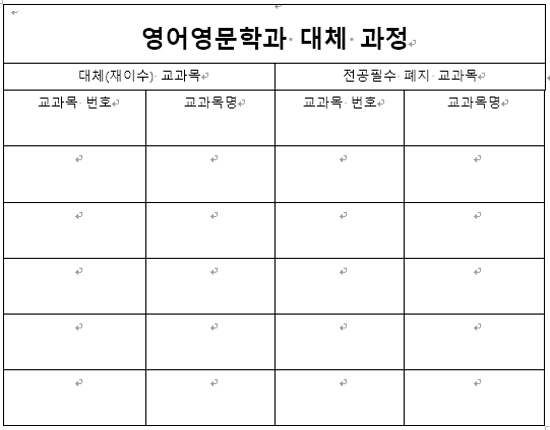 영어영문학과 대체 과정
대체(재이수) 교과목 전공필수 폐지 교과목
교과목 번호 교과목명 교과목 번호 교과목명